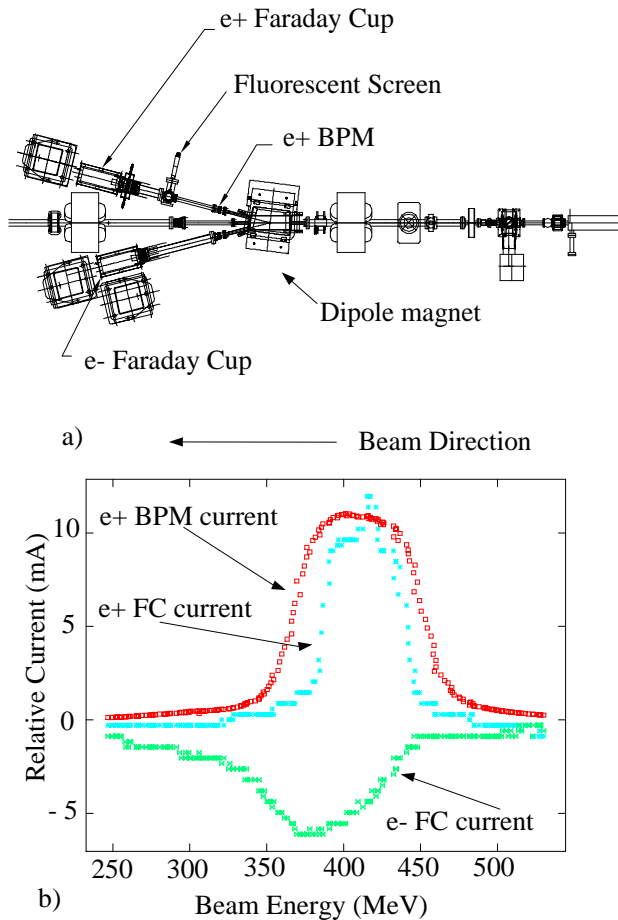 e+ Faraday Cup
Fluorescent Screen
e+ BPM
Dipole magnet
e- Faraday Cup
a)
Beam Direction
e+ BPM current
e+ FC current
e- FC current
Relative Current (mA)
10
5
0
- 5
250 300 350 400 450 500
b)
Beam Energy (MeV)